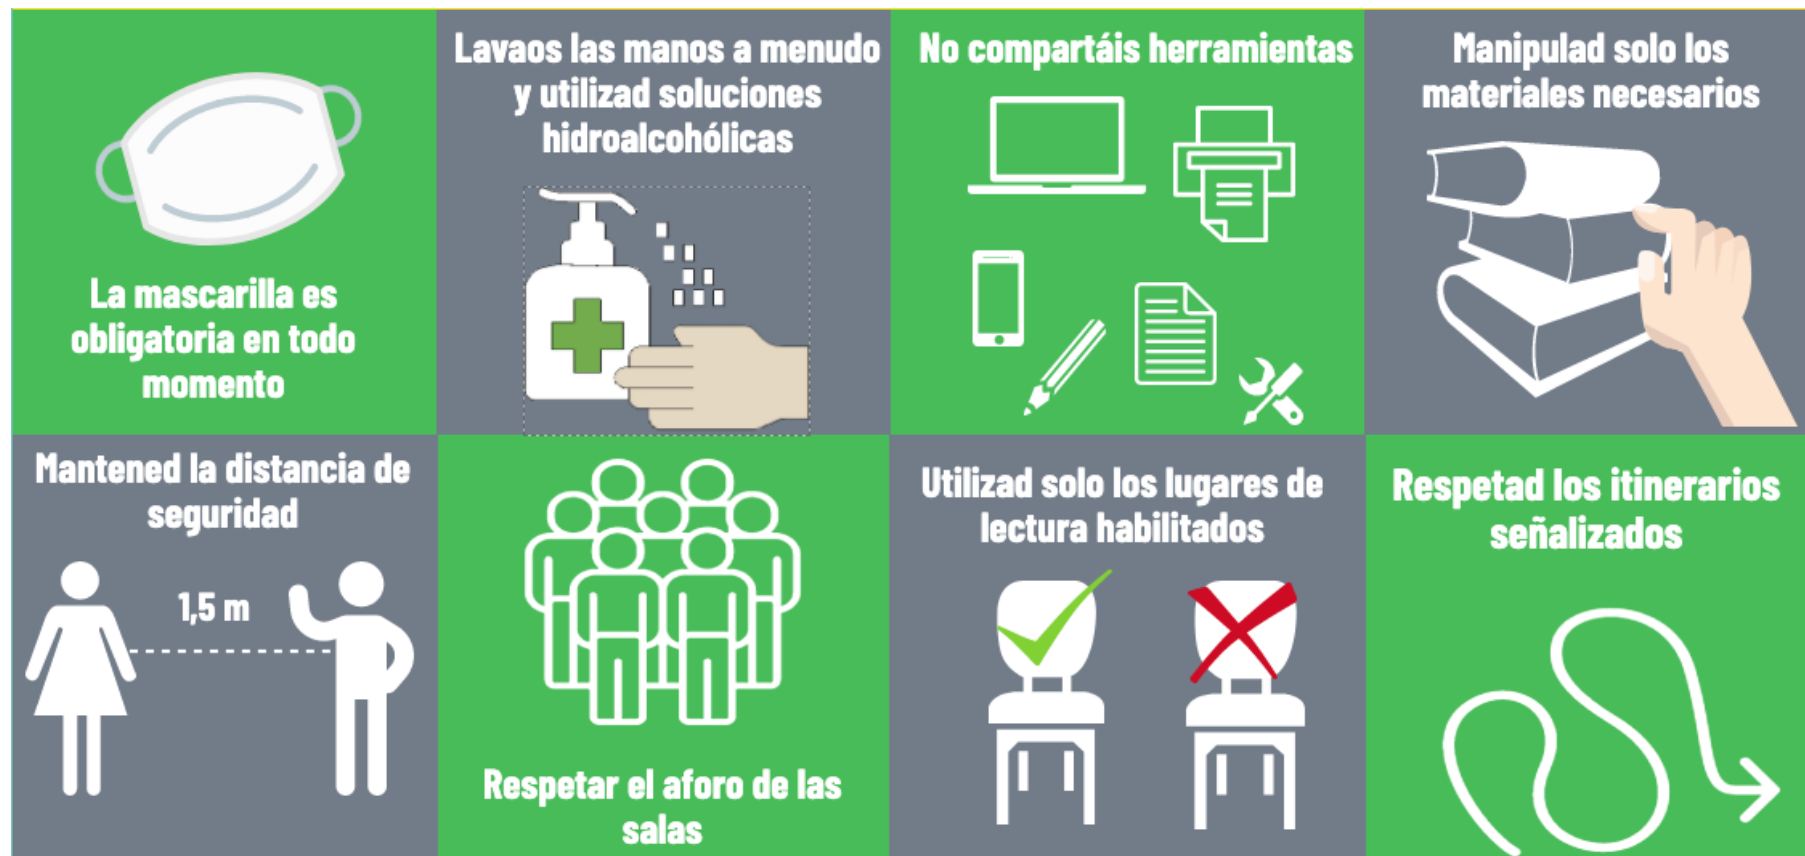 La mascarilla es
obligatoria en todo
momento
Lavaos las manos a menudo
y utilizad soluciones
hidroalcohólicas
No compartáis herramientas
Manipulad solo los
materiales necesarios
Mantened la distancia de
seguridad
1,5 m
Respetar el aforo de las
salas
Utilizad solo los lugares de
lectura habilitados
Respetad los itinerarios
señalizados